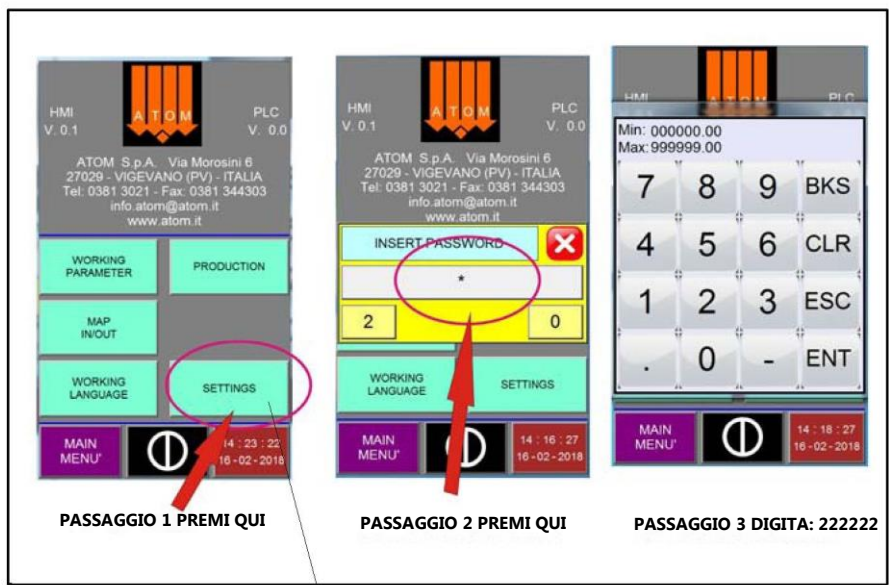 HMI
V. 0.1
ATOM
PLC
V. 0.0
ATOM S.p.A. Via Morosini 6
27029 - VIGEVANO (PV) - ITALIA
Tel: 0381 3021 - Fax: 0381 344303
info.atom@atom.it
www.atom.it
WORKING
PARAMETER
PRODUCTION
MAP
IN/OUT
WORKING
LANGUAGE
SETTINGS
MAIN
MENU'
14 : 23 : 22
16 - 02 - 2018
PASSAGGIO 1 PREMI QUI
HMI
V. 0.1
ATOM
PLC
V. 0.0
ATOM S.p.A. Via Morosini 6
27029 - VIGEVANO (PV) - ITALIA
Tel: 0381 3021 - Fax: 0381 344303
info.atom@atom.it
www.atom.it
INSERT PASSWORD
*
2 0
WORKING
LANGUAGE
SETTINGS
MAIN
MENU'
14 : 16 : 27
16 - 02 - 2018
PASSAGGIO 2 PREMI QUI
HMI ATOM PLC
Min: 000000.00
Max: 999999.00
7 8 9 BKS
4 5 6 CLR
1 2 3 ESC
. 0 - ENT
MAIN
MENU'
14 : 18 : 27
16 - 02 - 2018
PASSAGGIO 3 DIGITA: 222222